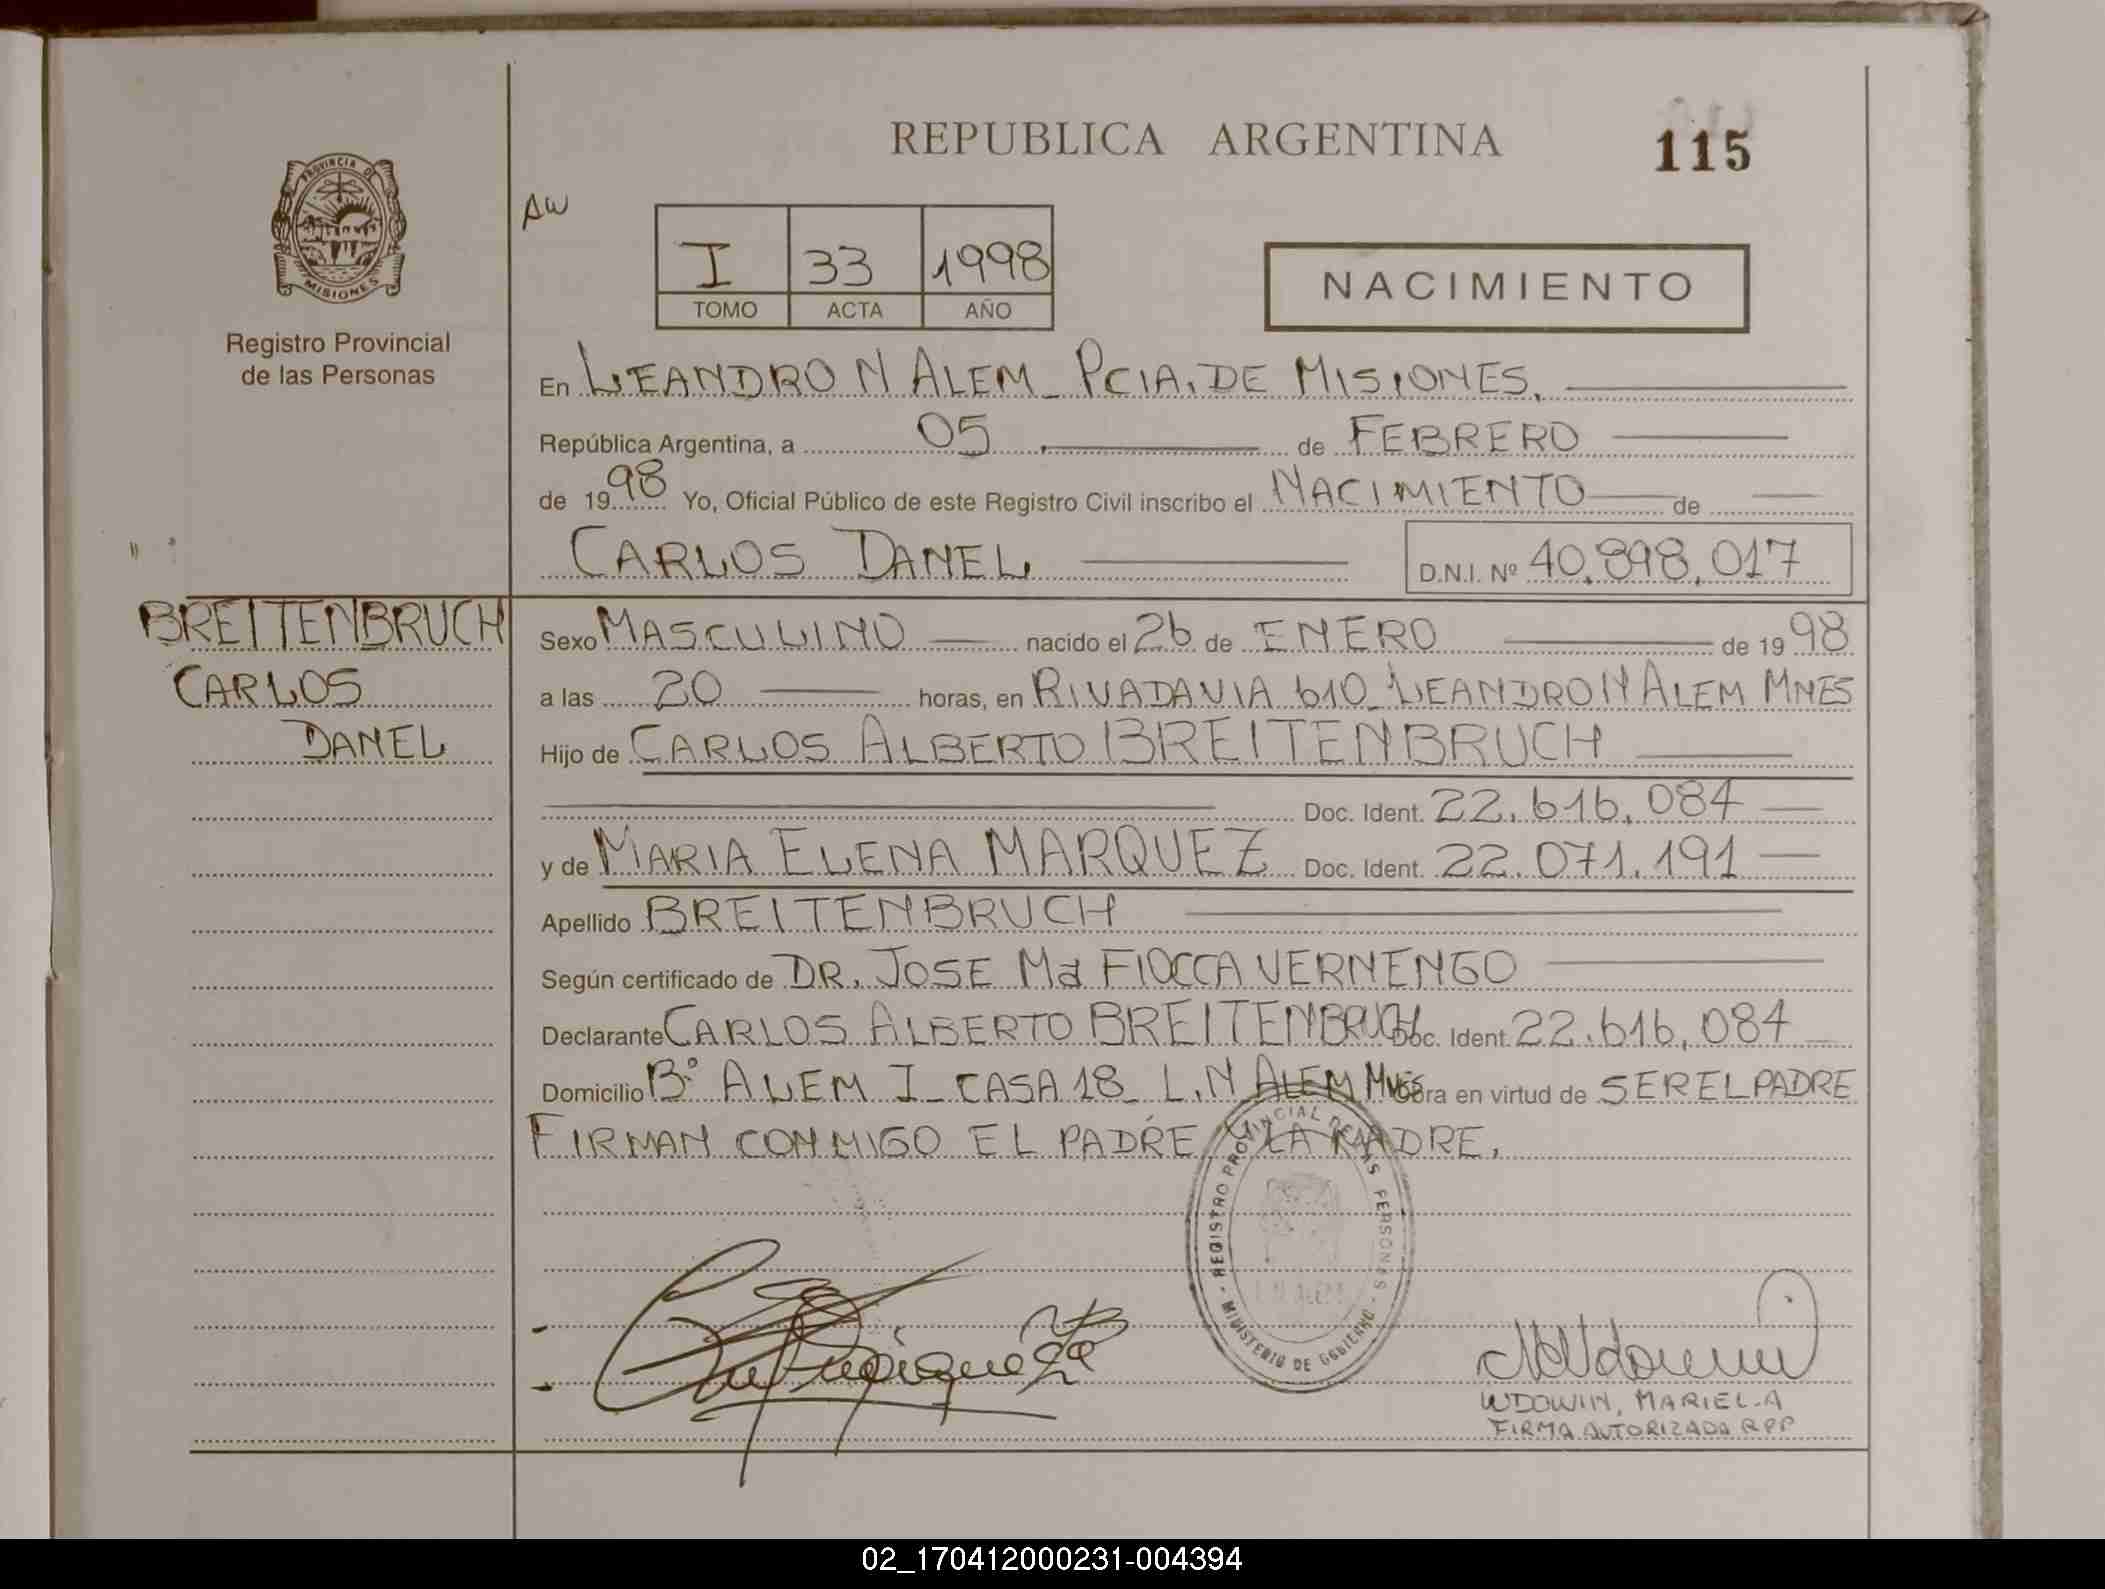 REPUBLICA ARGENTINA
115
PROVINCIA DE
MISIONES
Registro Provincial
de las Personas
AW
I 33 1998
TOMO ACTA AÑO
NACIMIENTO
En LEANDRO N ALEM_ PCIA. DE MISIONES.
República Argentina, a 05 de FEBRERO
de 1998 Yo, Oficial Público de este Registro Civil inscribo el NACIMIENTO de
CARLOS DANEL D.N.I. Nº 40.898.017
BREITENBRUCH
CARLOS
DANEL
Sexo MASCULINO nacido el 26 de ENERO de 1998
a las 20 horas, en RIVADAVIA 610_ LEANDRO N ALEM MNES
Hijo de CARLOS ALBERTO BREITENBRUCH
Doc. Ident. 22.616.084
y de MARIA ELENA MARQUEZ Doc. Ident. 22.071.191
Apellido BREITENBRUCH
Según certificado de DR. JOSE Ma FIOCCA VERNENGO
Declarante CARLOS ALBERTO BREITENBRUCH Doc. Ident. 22.616.084
Domicilio Bº ALEM I_ CASA 18_ L.N ALEM MNES Obra en virtud de SER EL PADRE
FIRMAN CONMIGO EL PADRE Y LA MADRE.
REGISTRO PROVINCIAL DE LAS PERSONAS
L.N. ALEM
MINISTERIO DE GOBIERNO
WDOWIN, MARIEL.A
FIRMA AUTORIZADA RPP
02_170412000231-004394